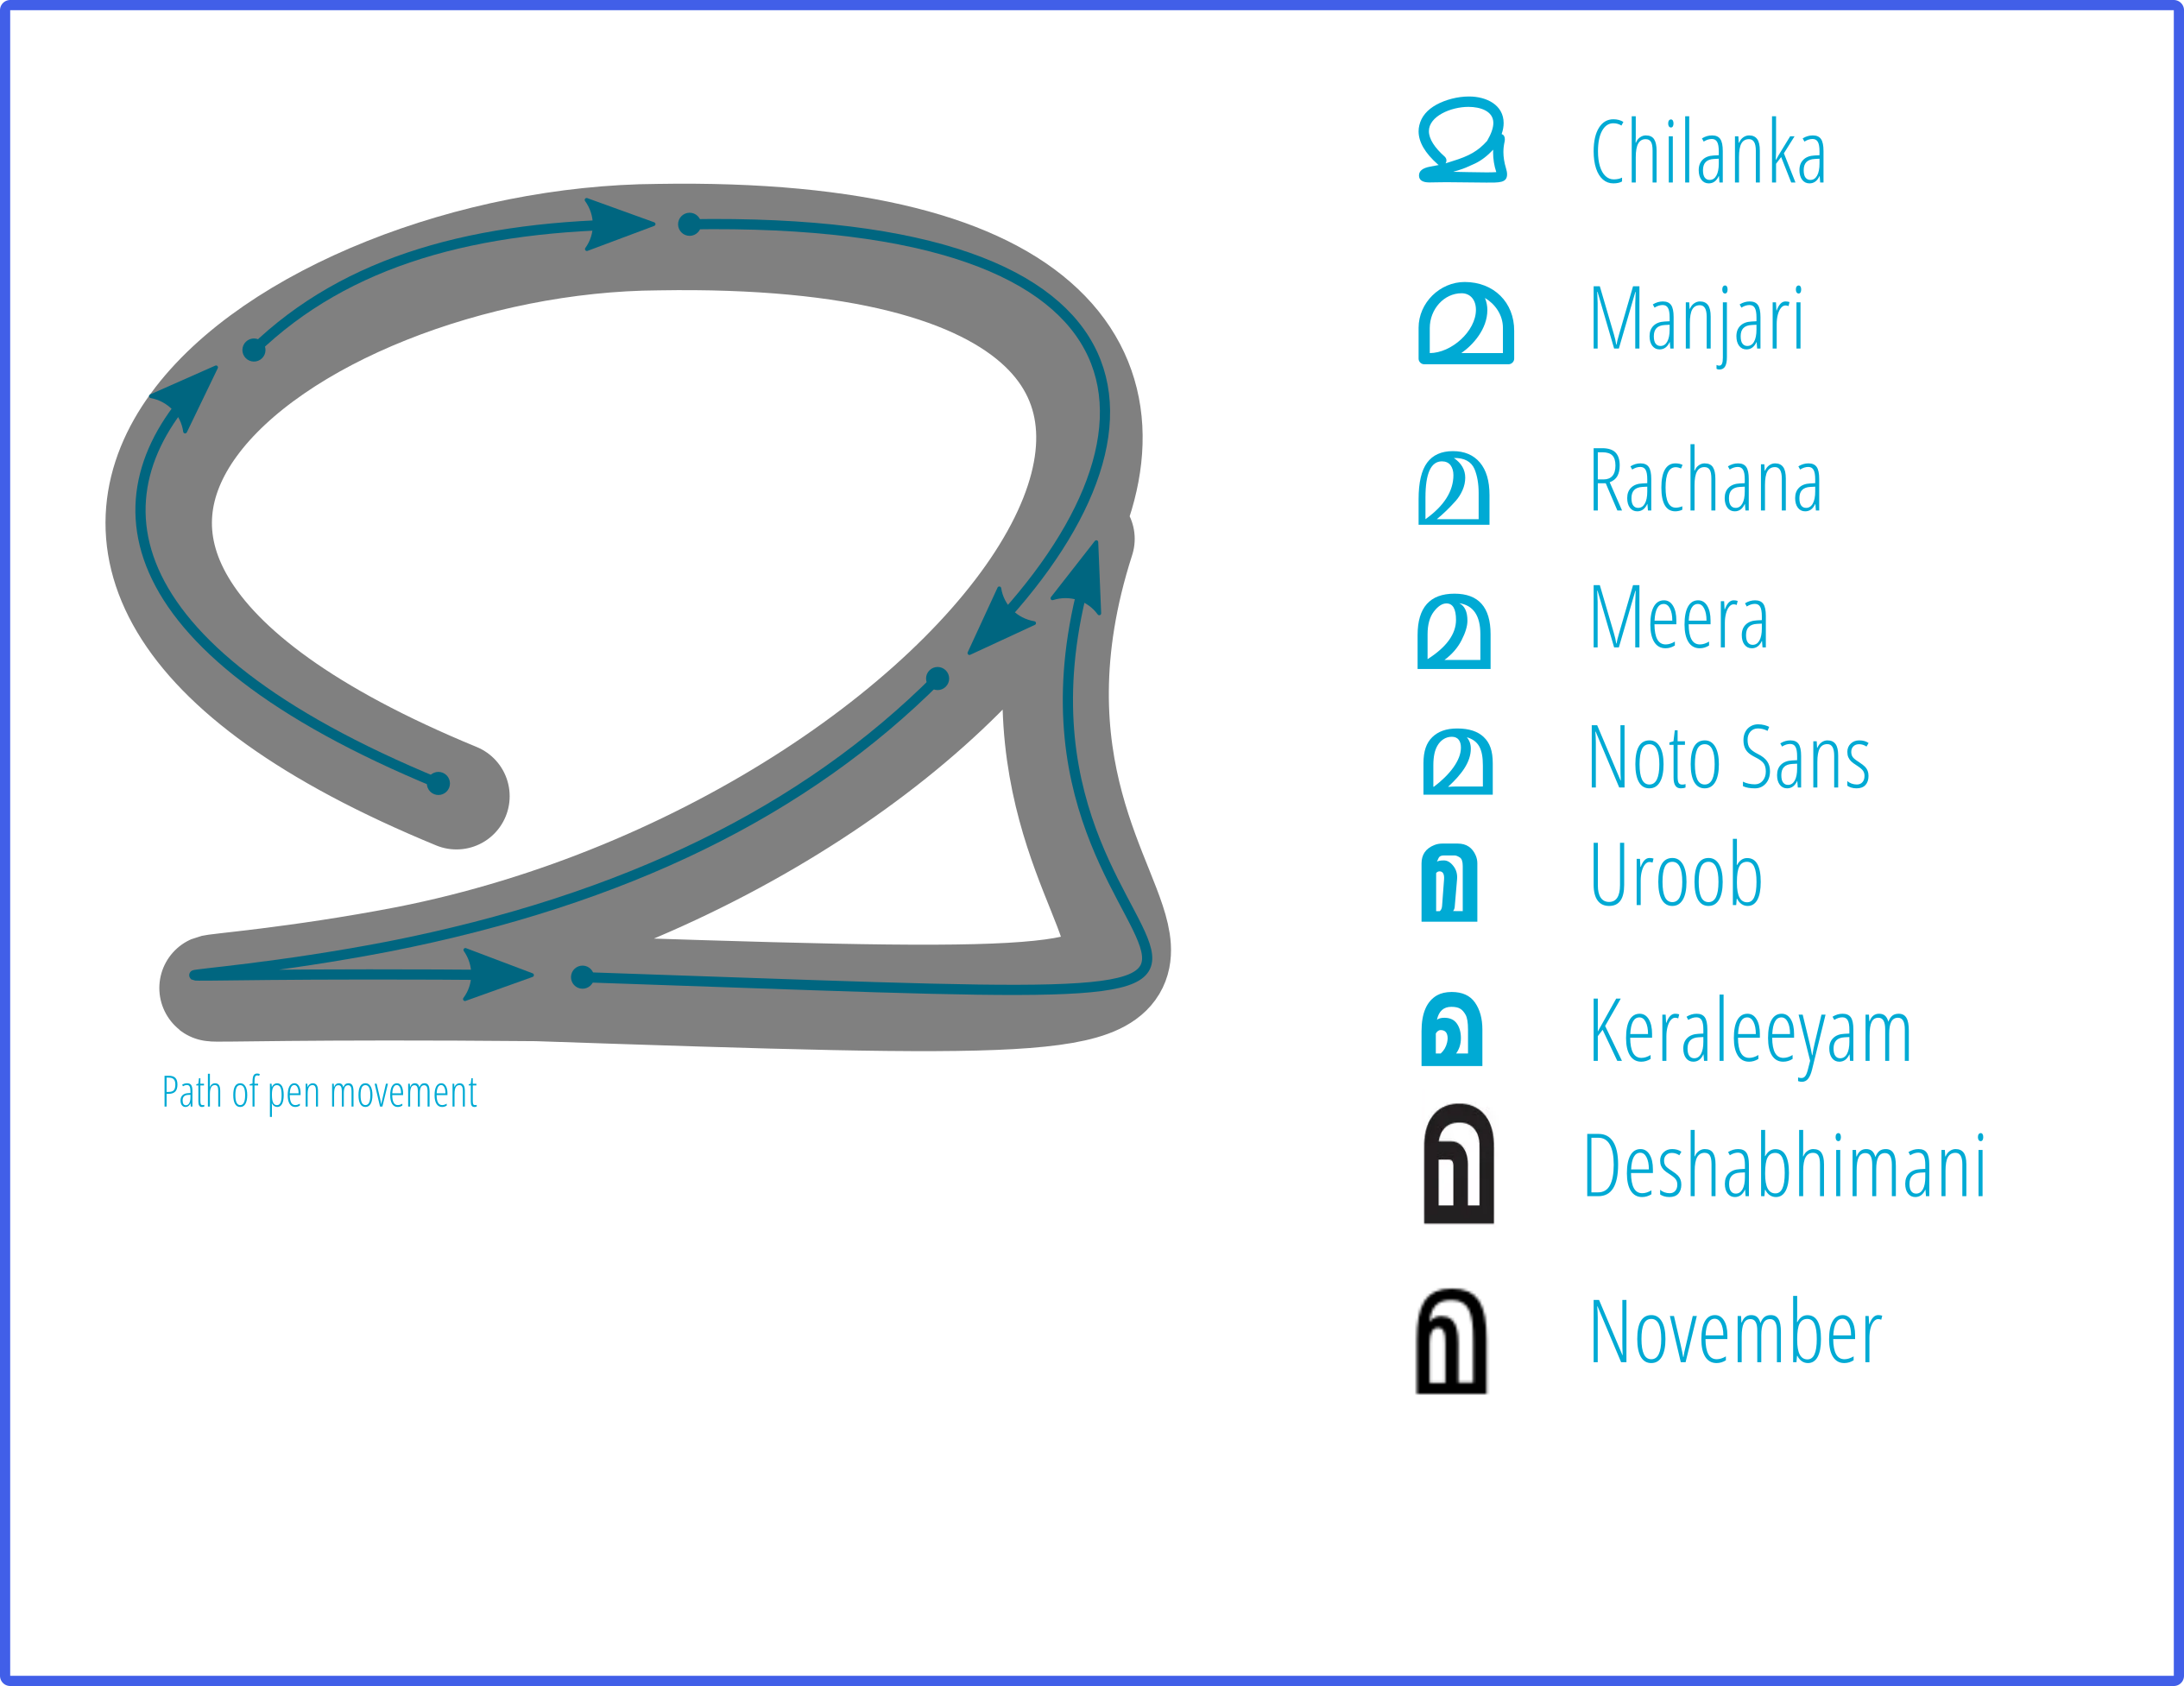 മ
Path of pen movement
മ Chilanka
മ Manjari
മ Rachana
മ Meera
മ Noto Sans
മ Uroob
മ Keraleeyam
മ Deshabhimani
മ November